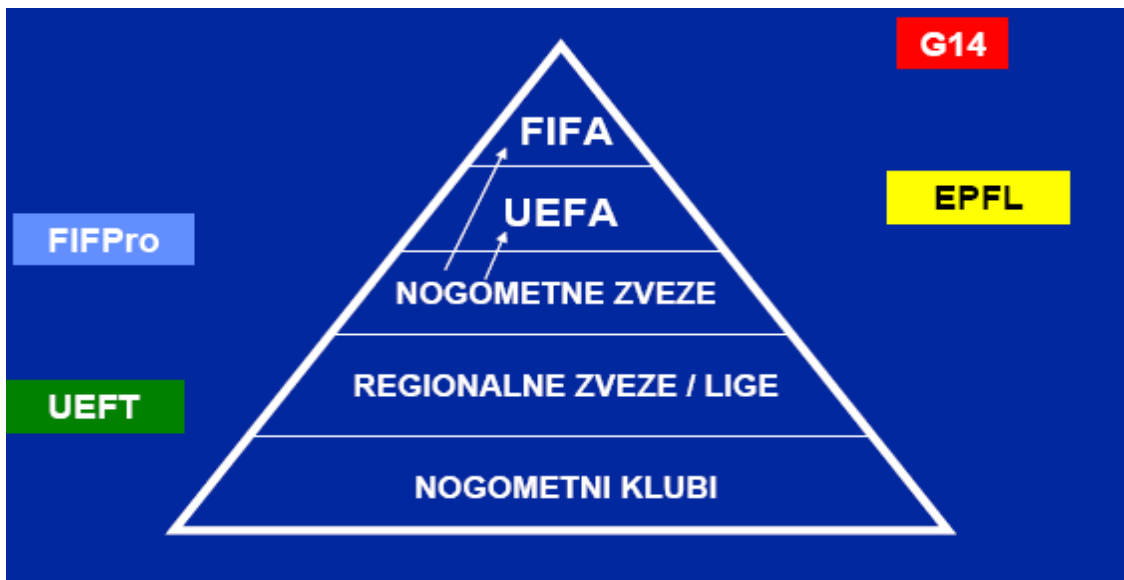 G14
FIFA
EPFL
UEFA
FIFPro
NOGOMETNE ZVEZE
REGIONALNE ZVEZE / LIGE
UEFT
NOGOMETNI KLUBI